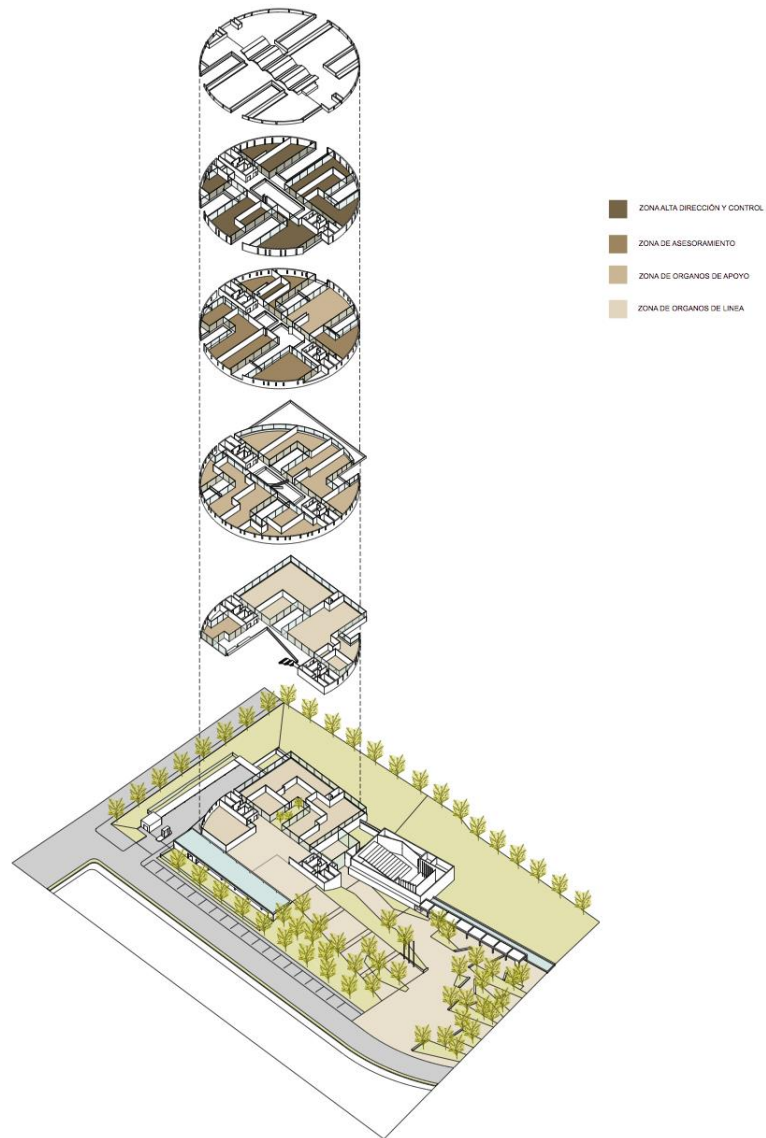 ZONA ALTA DIRECCIÓN Y CONTROL
ZONA DE ASESORAMIENTO
ZONA DE ORGANOS DE APOYO
ZONA DE ORGANOS DE LINEA